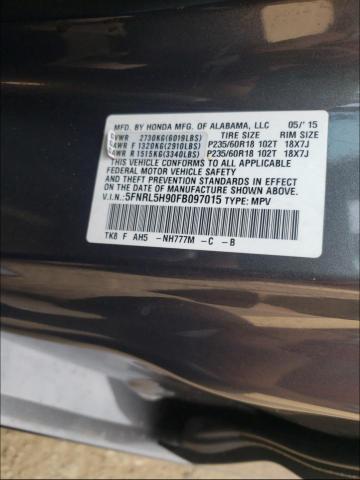 MFD. BY HONDA MFG. OF ALABAMA, LLC 05/'15
GVWR 2730KG(6019LBS) TIRE SIZE RIM SIZE
GAWR F 1320KG(2910LBS) P235/60R18 102T 18X7J
GAWR R 1515KG(3340LBS) P235/60R18 102T 18X7J
THIS VEHICLE CONFORMS TO ALL APPLICABLE
FEDERAL MOTOR VEHICLE SAFETY AND THEFT
PREVENTION STANDARDS IN EFFECT ON THE DATE OF
MANUFACTURE SHOWN ABOVE.
V.I.N.:5FNRL5H90FB097015 TYPE: MPV
TK8 F AH5 -NH777M -C -B